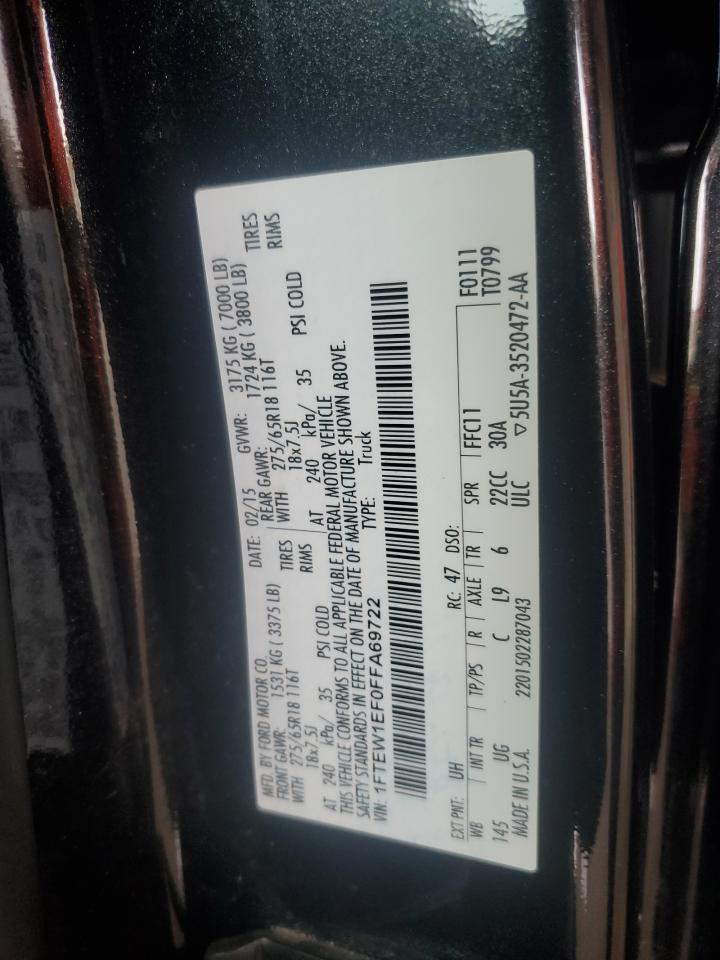 MFD. BY FORD MOTOR CO. DATE: 02/15 GVWR: 3175 KG ( 7000 LB)
FRONT GAWR: 1531 KG ( 3375 LB) REAR GAWR: 1724 KG ( 3800 LB)
WITH 275/65R18 116T TIRES WITH 275/65R18 116T TIRES
18x7.5J RIMS 18x7.5J RIMS
AT 240 kPa/ 35 PSI COLD AT 240 kPa/ 35 PSI COLD
THIS VEHICLE CONFORMS TO ALL APPLICABLE FEDERAL MOTOR VEHICLE
SAFETY STANDARDS IN EFFECT ON THE DATE OF MANUFACTURE SHOWN ABOVE.
VIN: 1FTEW1EF0FFA69722 TYPE: Truck
EXT PNT: UH RC: 47 DSO: F0111
WB INT TR TP/PS R AXLE TR SPR FFC11 T0799
145 UG C L9 6 22CC 30A
MADE IN U.S.A. 2201502287043 ULC ▽5U5A-3520472-AA